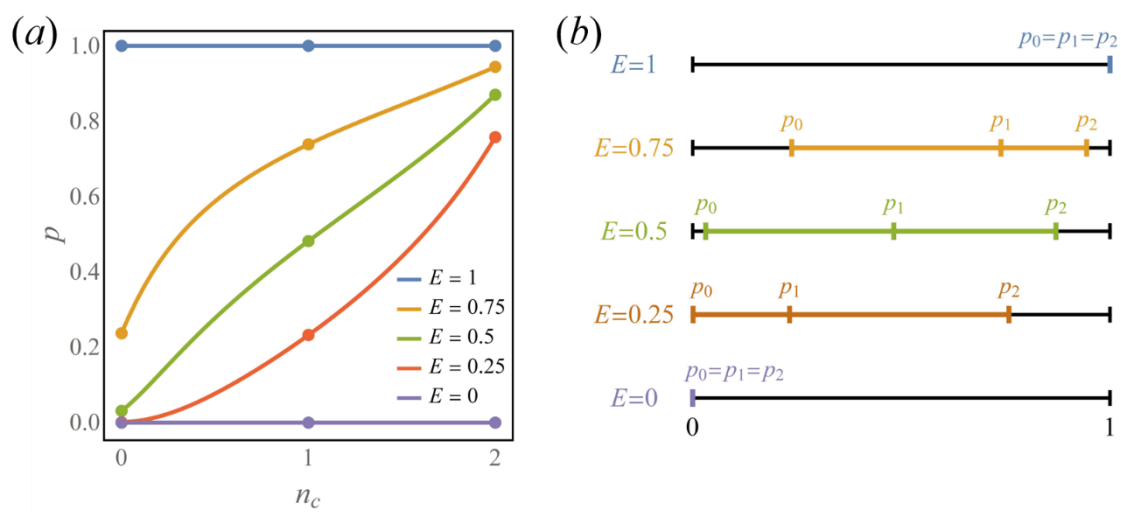 (a)
1.0
0.8
0.6
0.4
0.2
0.0
p
0
1
2
n_c
E = 1
E = 0.75
E = 0.5
E = 0.25
E = 0
(b)
p₀=p₁=p₂
E=1
p₀ p₁ p₂
E=0.75
p₀ p₁ p₂
E=0.5
p₀ p₁ p₂
E=0.25
p₀=p₁=p₂
E=0
0 1